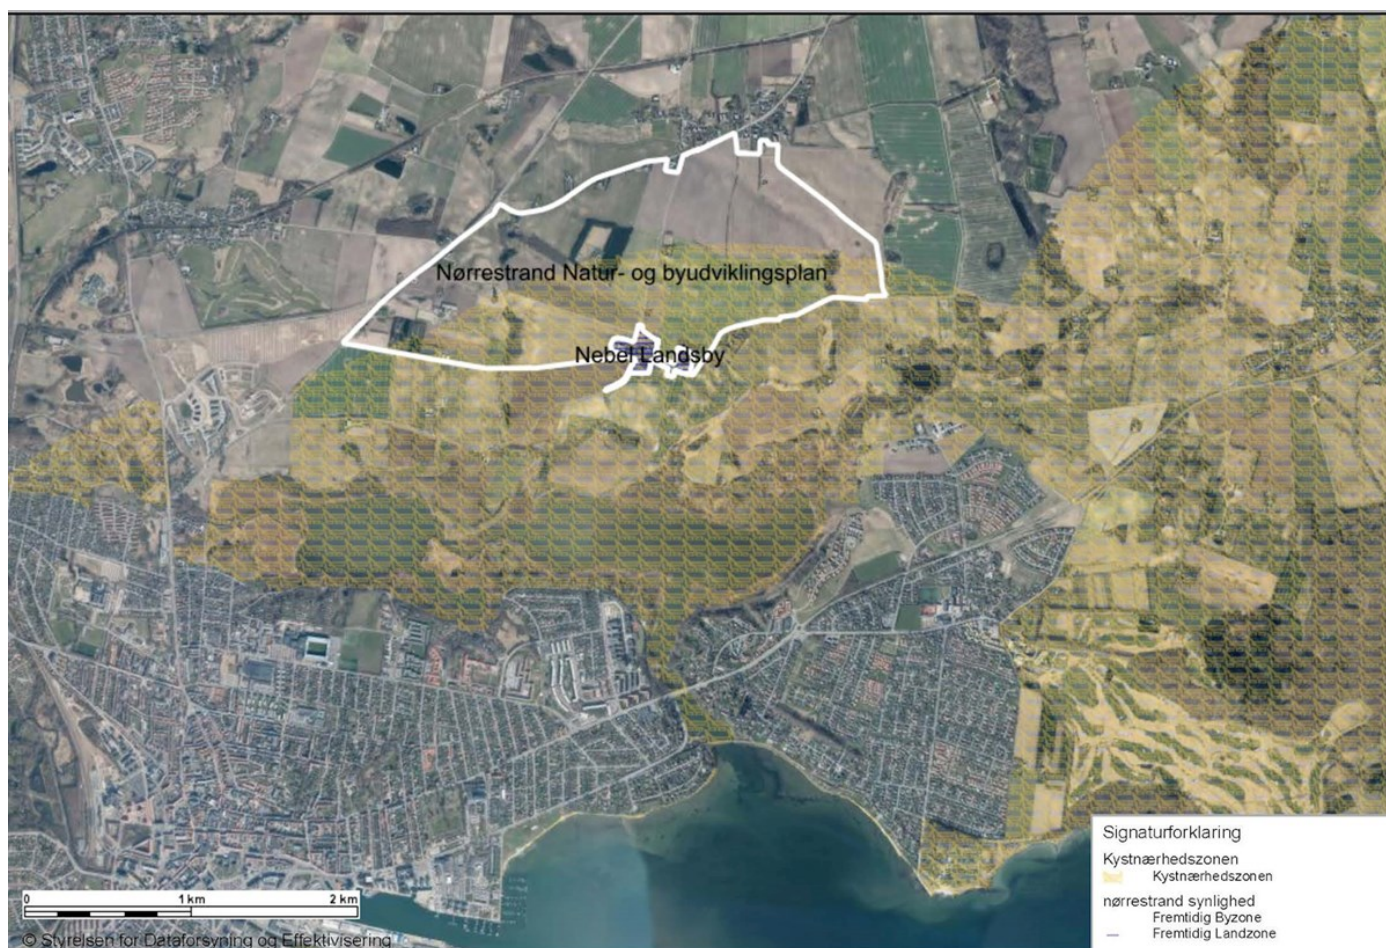 Nørrestrand Natur- og byudviklingsplan
Nebel Landsby
Signaturforklaring
Kystnærhedszonen
Kystnærhedszonen
nørrestrand synlighed
Fremtidig Byzone
Fremtidig Landzone
0 1 km 2 km
© Styrelsen for Dataforsyning og Effektivisering